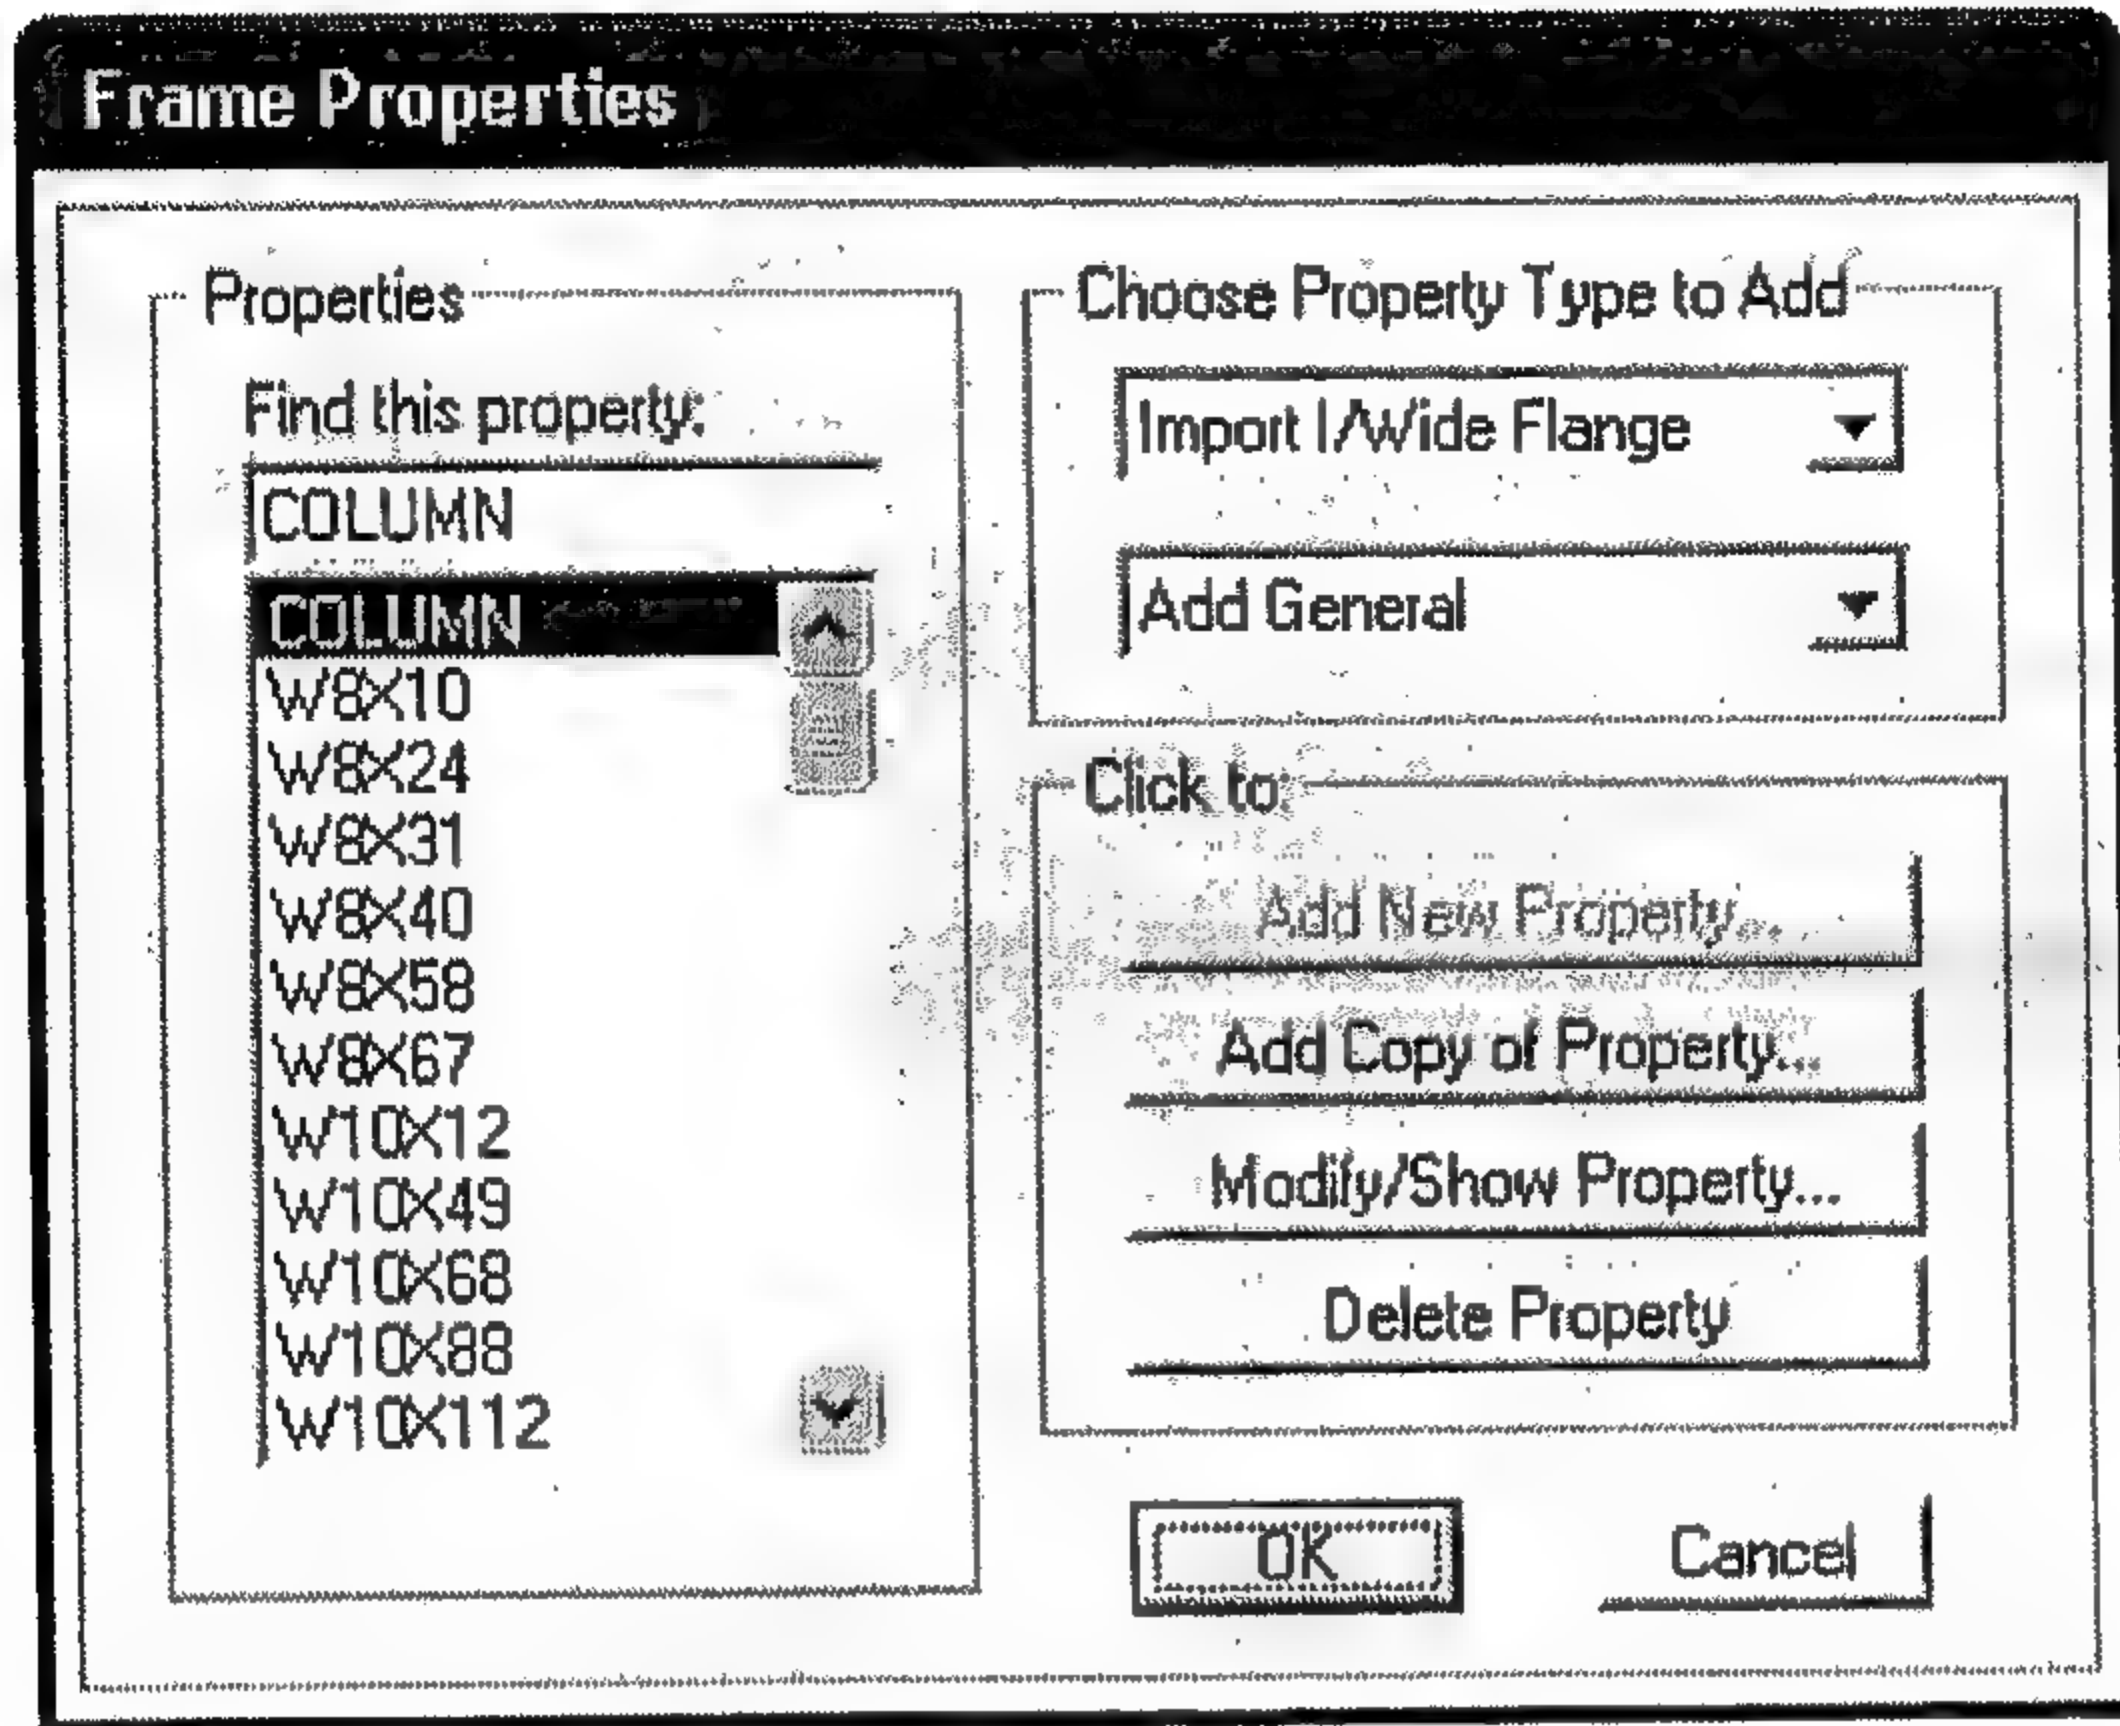 Frame Properties
Properties
Find this property:
COLUMN
COLUMN
W8X10
W8X24
W8X31
W8X40
W8X58
W8X67
W10X12
W10X49
W10X68
W10X88
W10X112
Choose Property Type to Add
Import I/Wide Flange
Add General
Click to:
Add New Property...
Add Copy of Property...
Modify/Show Property...
Delete Property
OK
Cancel